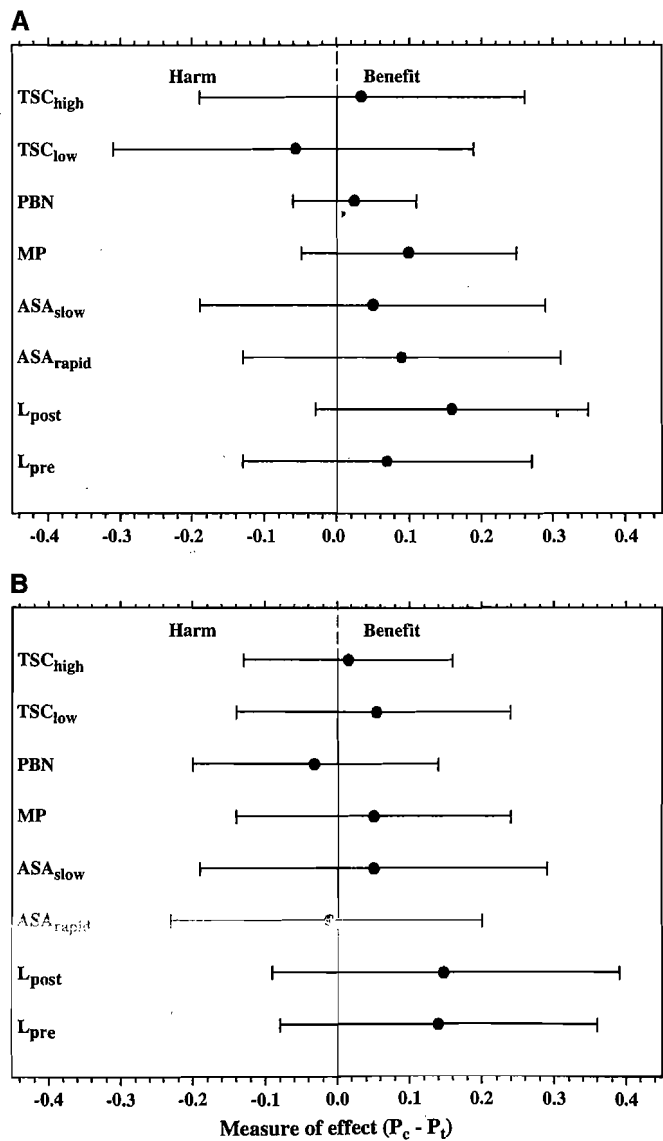 A
Harm Benefit
TSChigh
TSClow
PBN
MP
ASAslow
ASArapid
Lpost
Lpre
-0.4 -0.3 -0.2 -0.1 0.0 0.1 0.2 0.3 0.4
B
Harm Benefit
TSChigh
TSClow
PBN
MP
ASAslow
ASArapid
Lpost
Lpre
-0.4 -0.3 -0.2 -0.1 0.0 0.1 0.2 0.3 0.4
Measure of effect (Pc - Pt)